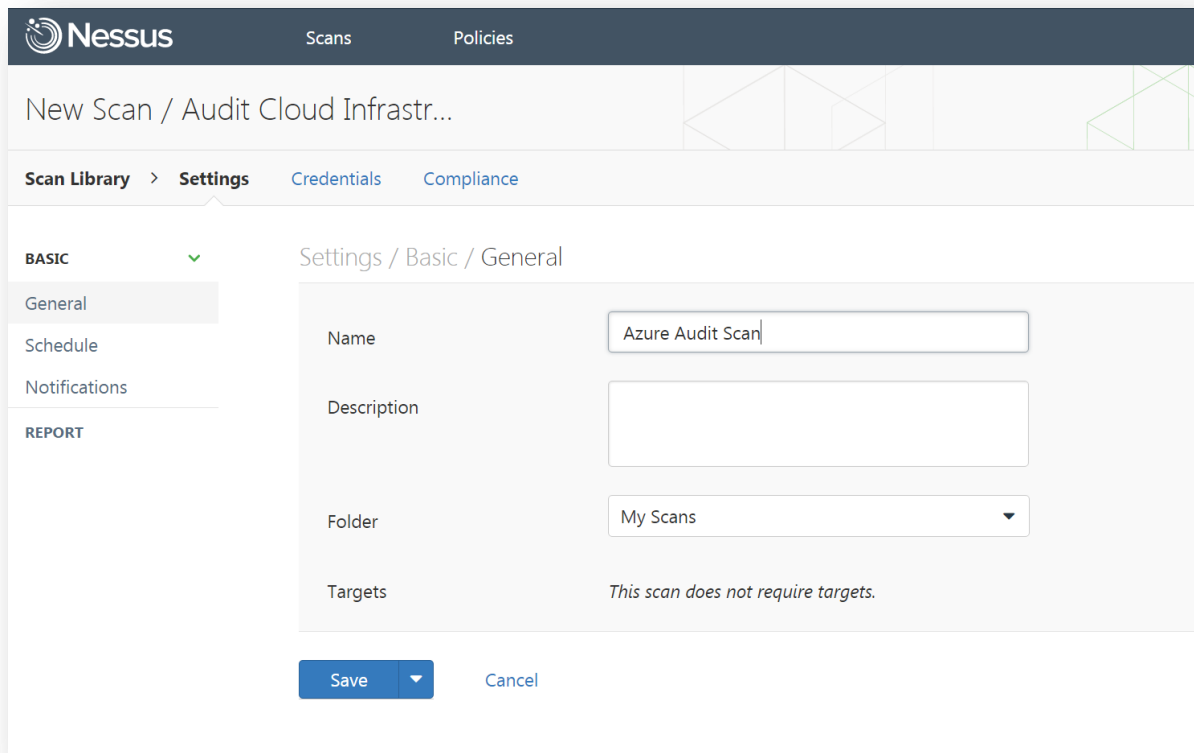 Nessus Scans Policies
New Scan / Audit Cloud Infrastr...
Scan Library > Settings Credentials Compliance
BASIC
General
Schedule
Notifications
REPORT
Settings / Basic / General
Name Azure Audit Scan
Description
Folder My Scans
Targets This scan does not require targets.
Save Cancel